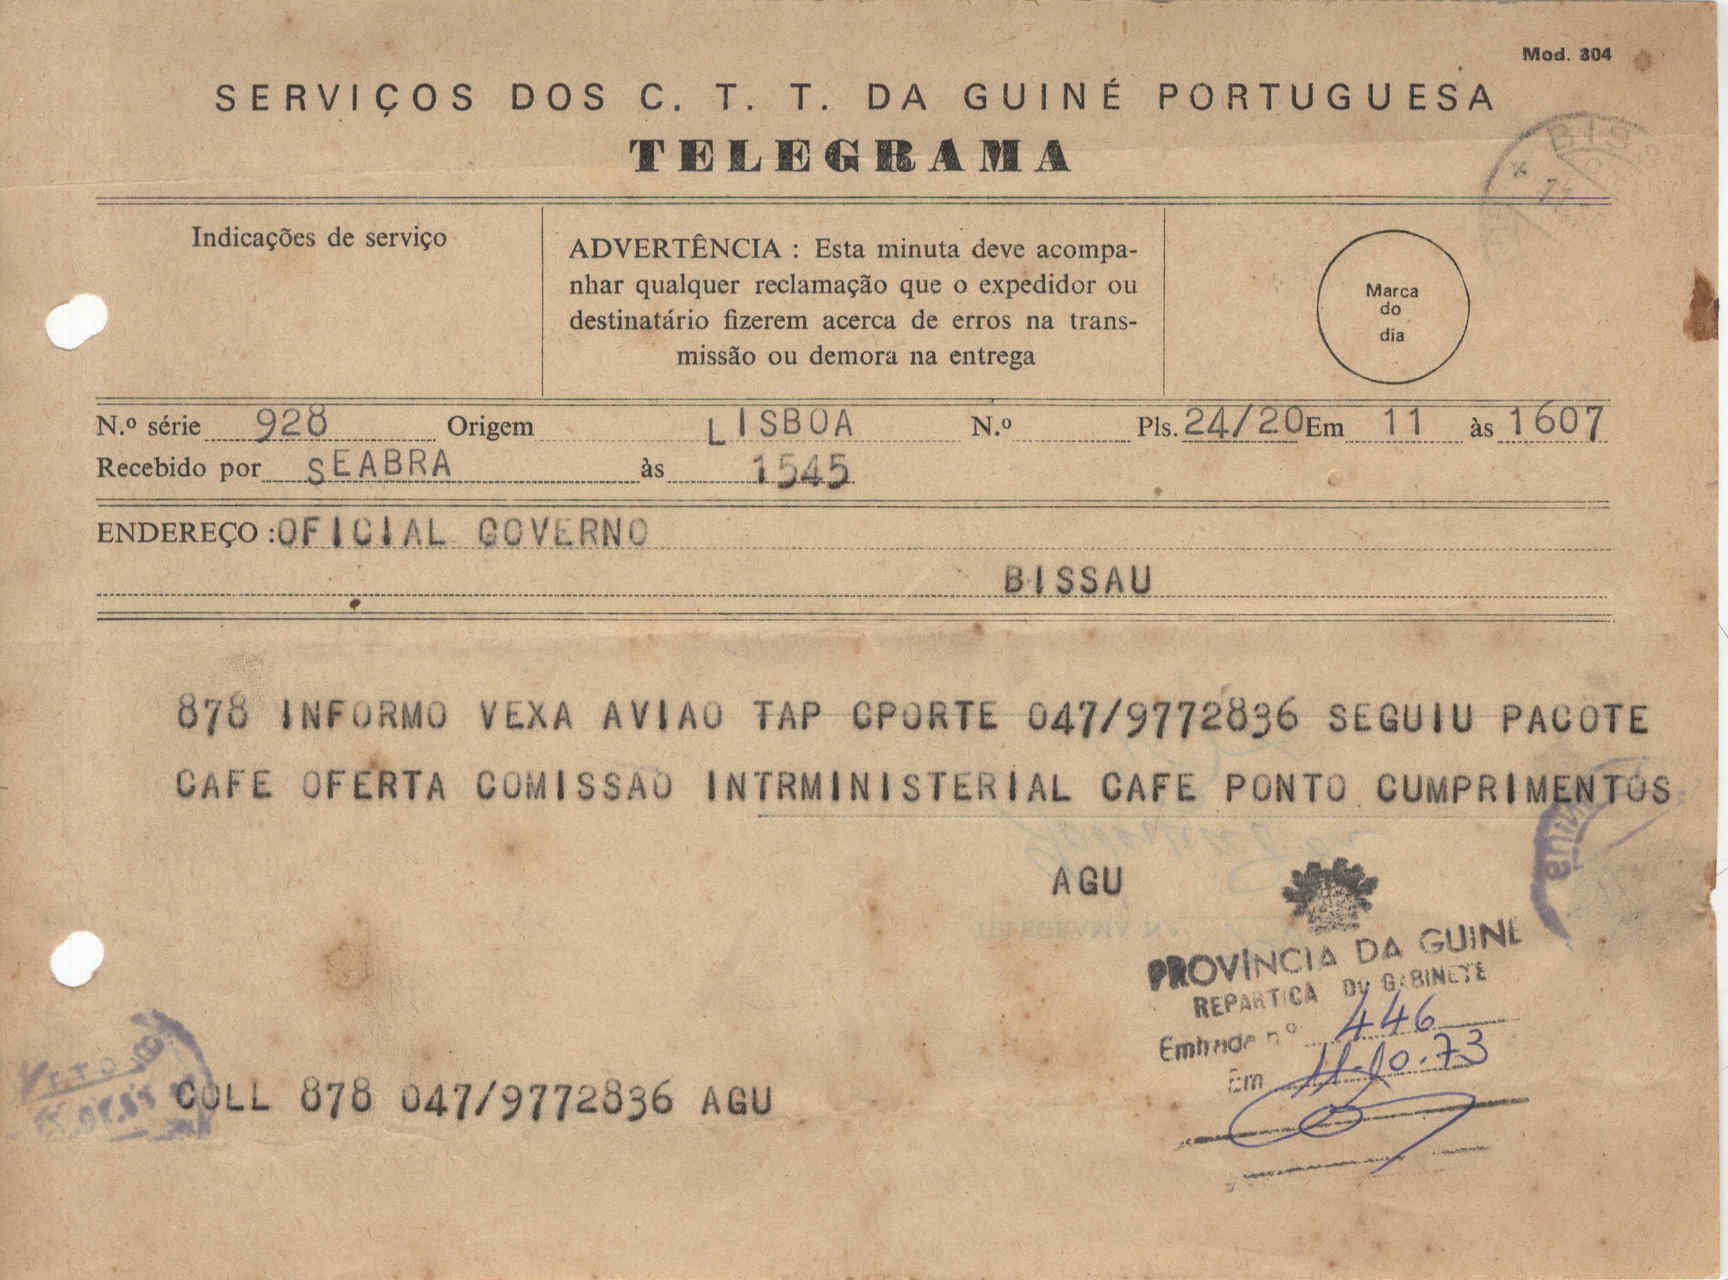 Mod. 304
SERVIÇOS DOS C. T. T. DA GUINÉ PORTUGUESA
TELEGRAMA
Indicações de serviço
ADVERTÊNCIA : Esta minuta deve acompa-
nhar qualquer reclamação que o expedidor ou
destinatário fizerem acerca de erros na trans-
missão ou demora na entrega
Marca
do
dia
N.º série 928 Origem LISBOA N.º Pls. 24/20 Em 11 às 1607
Recebido por SEABRA às 1545
ENDEREÇO : OFICIAL GOVERNO
BISSAU
878 INFORMO VEXA AVIAO TAP CPORTE 047/9772836 SEGUIU PACOTE
CAFE OFERTA COMISSAO INTRMINISTERIAL CAFE PONTO CUMPRIMENTOS
AGU
PROVÍNCIA DA GUINÉ
REPARTIÇA DO GABINETE
Entrada nº 446
Em 11.10.73
COLL 878 047/9772836 AGU